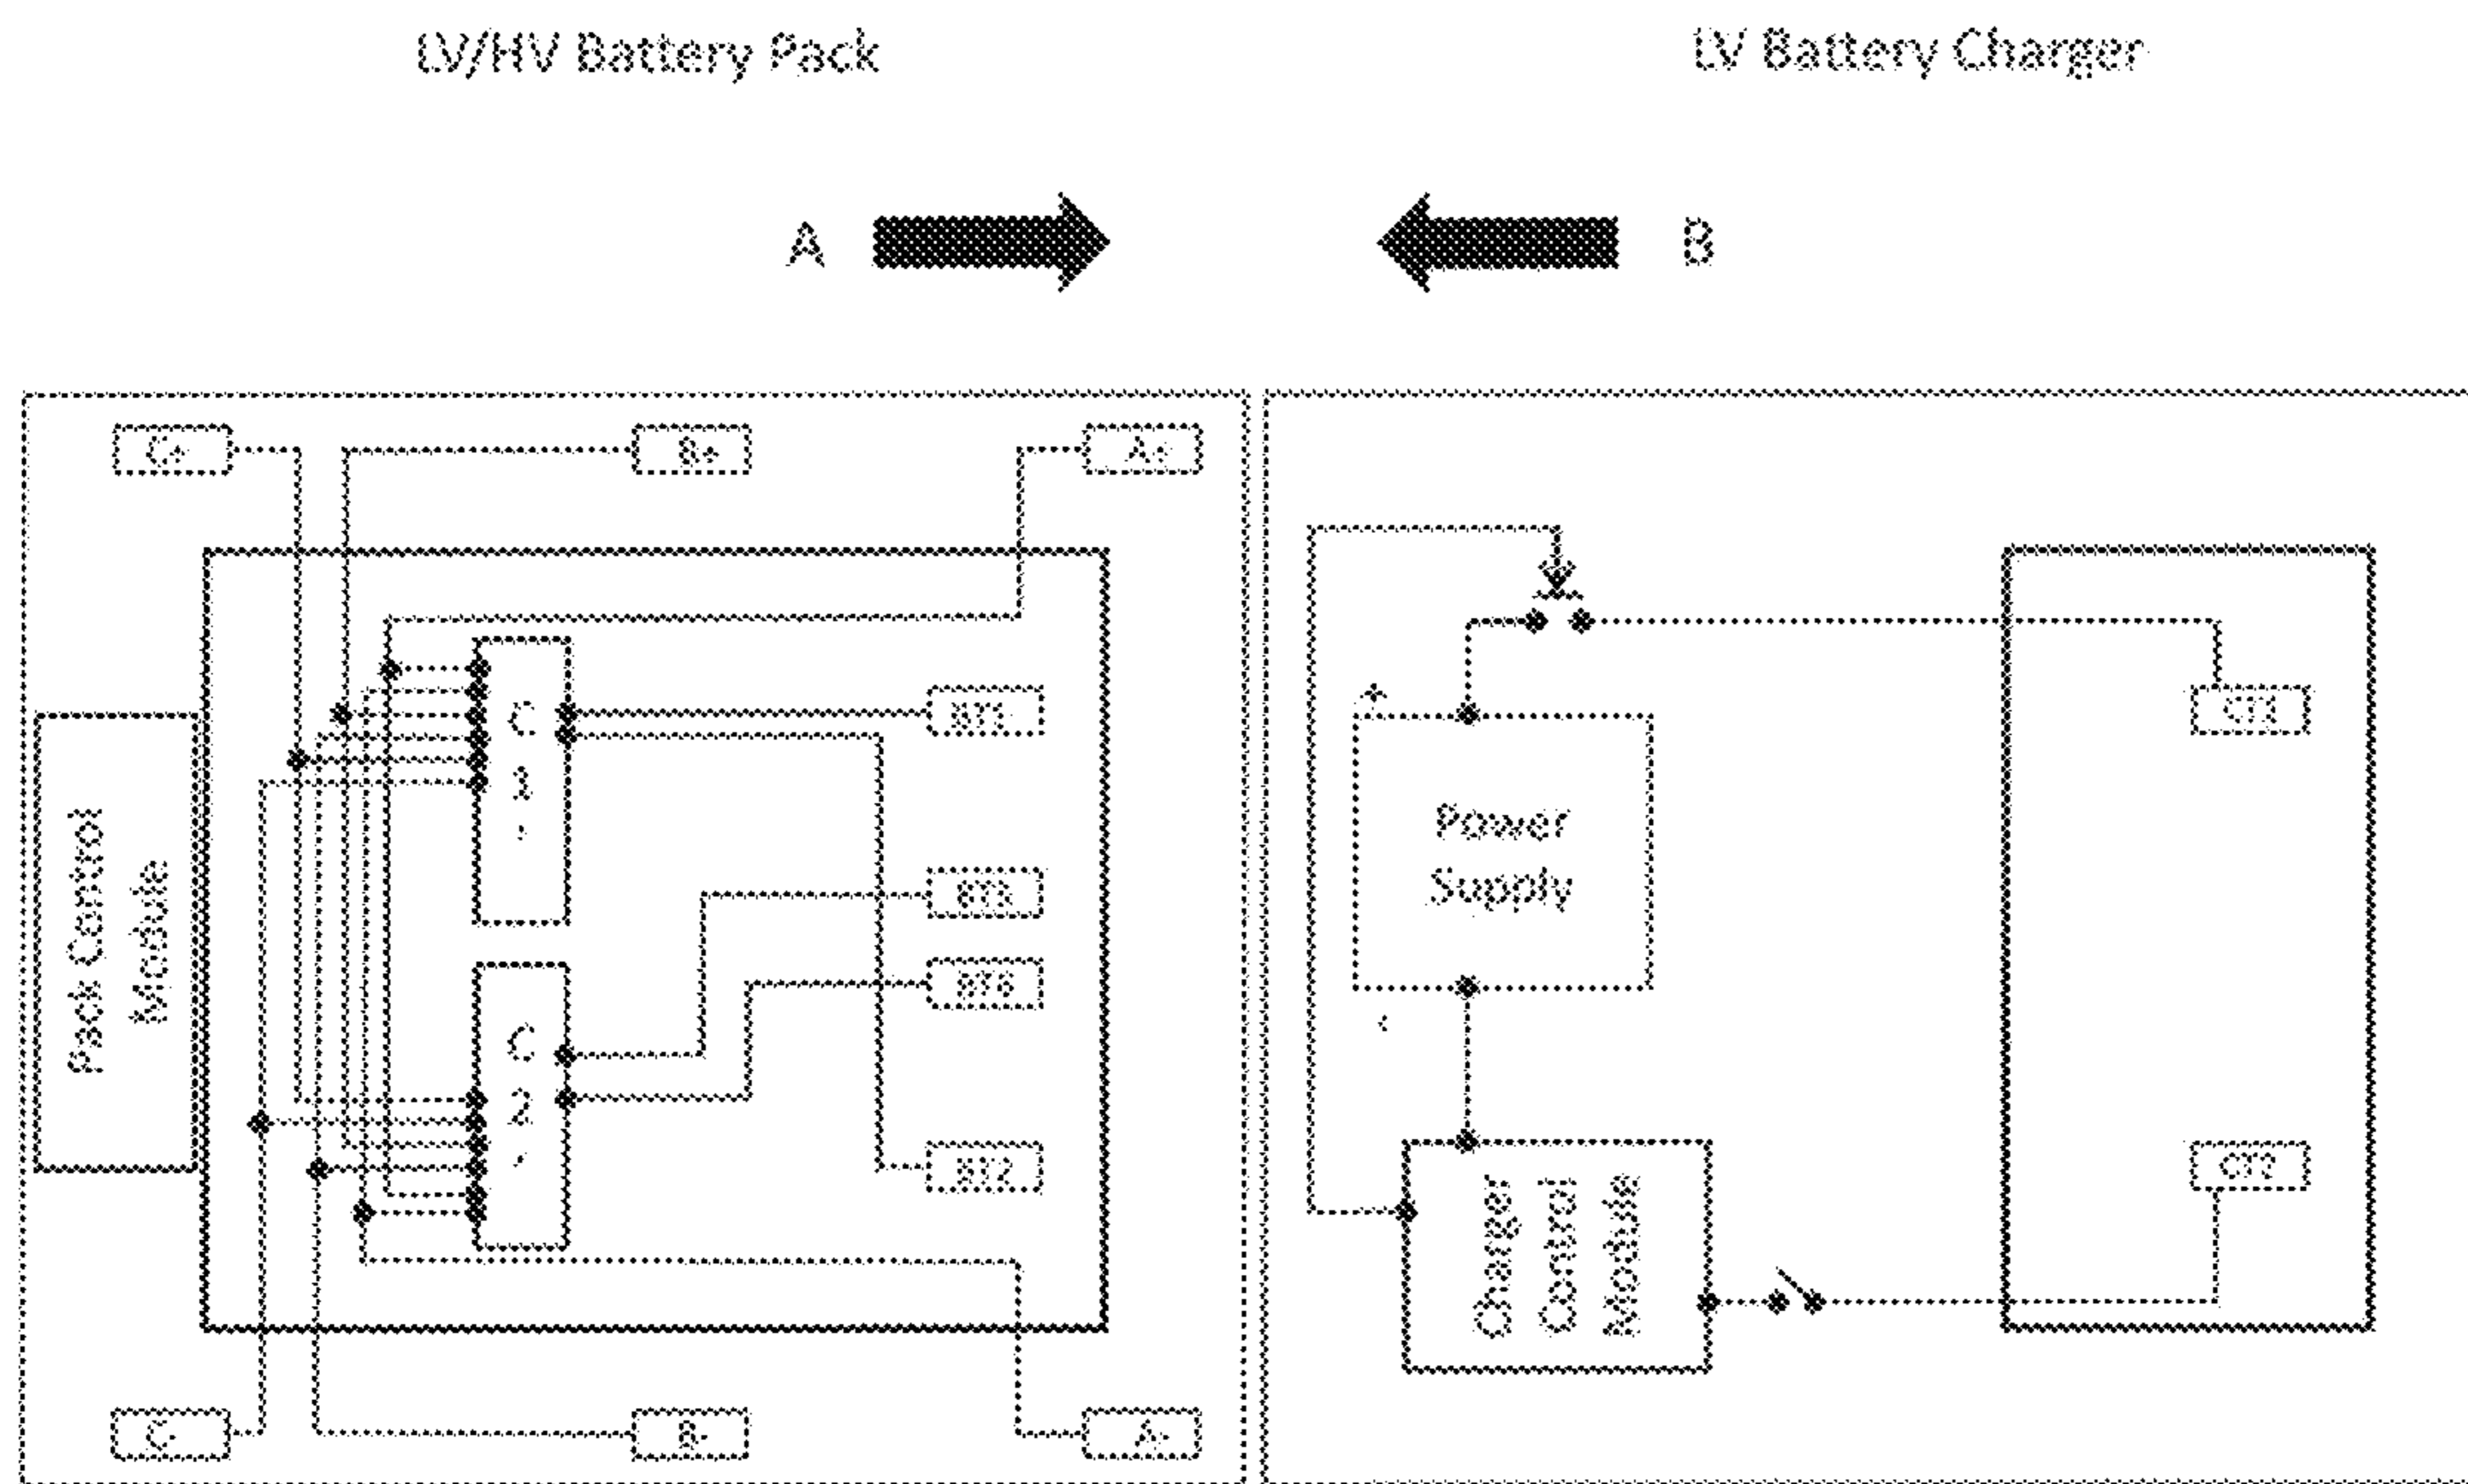 LV/HV Battery Pack
LV Battery Charger
A
B
C+
B+
A+
C
1
'
BT1
CT1
+
Power
Supply
Pack Control
Module
BT3
BT6
C
2
'
BT2
CT2
Charger
Control
Module
C-
B-
A-